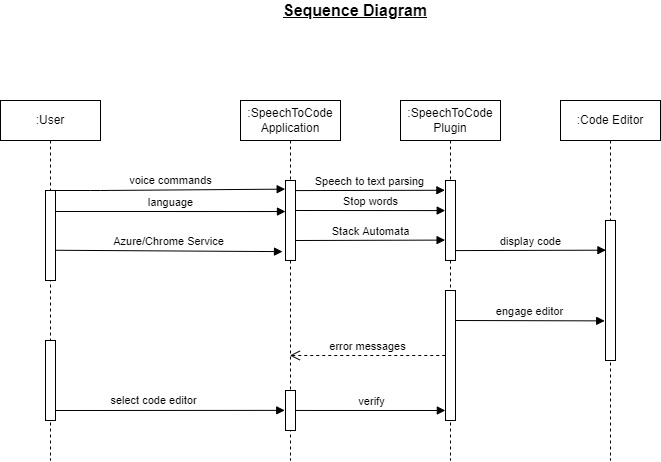 Sequence Diagram
:User
:SpeechToCode
Application
:SpeechToCode
Plugin
:Code Editor
voice commands
Speech to text parsing
language
Stop words
Azure/Chrome Service
Stack Automata
display code
engage editor
error messages
select code editor
verify